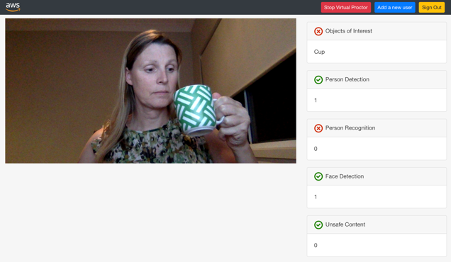 aws
Stop Virtual Proctor
Add a new user
Sign Out
Objects of Interest
Cup
Person Detection
1
Person Recognition
0
Face Detection
1
Unsafe Content
0